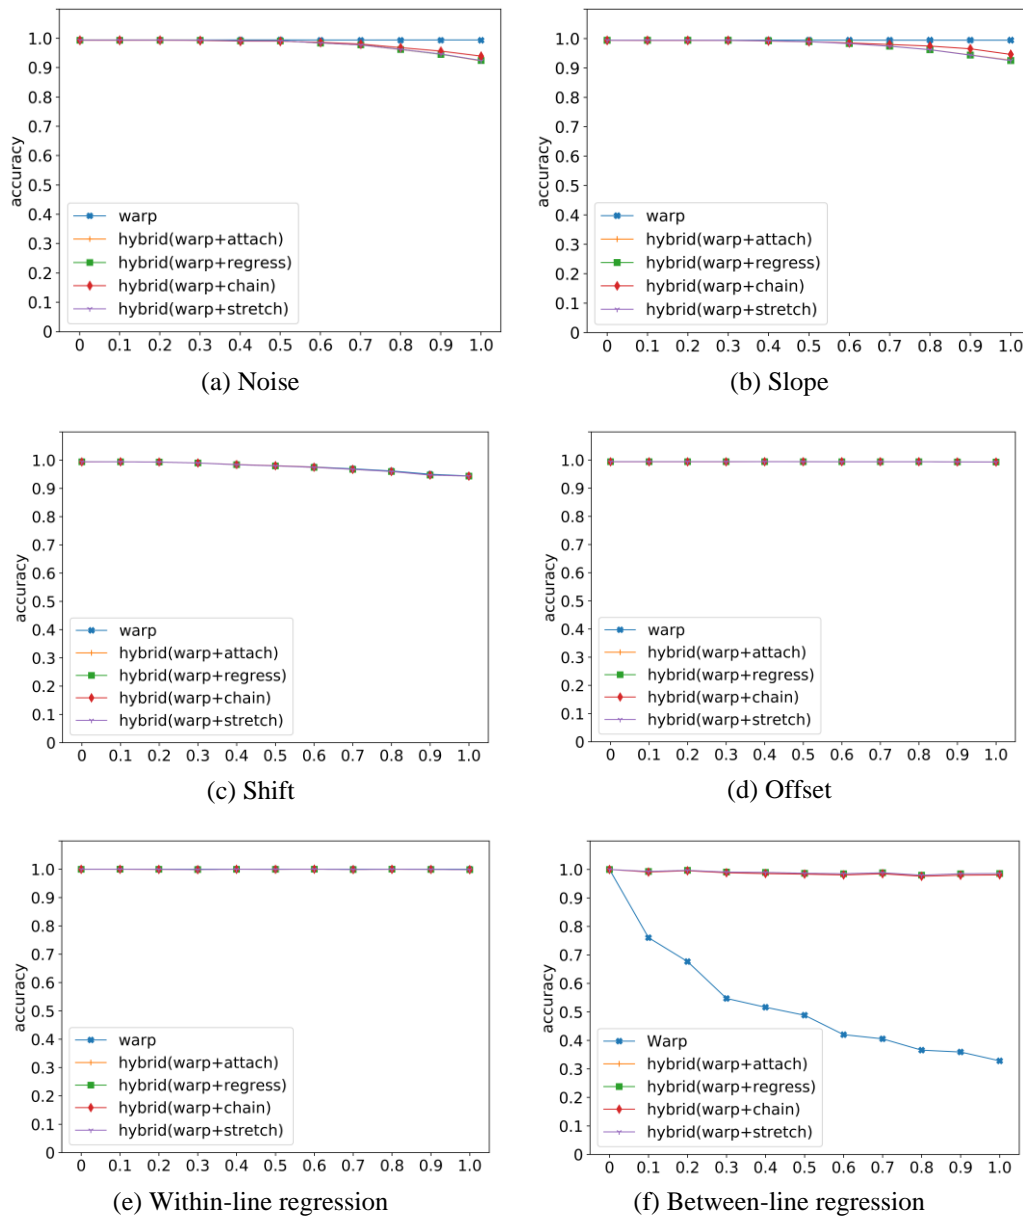 accuracy
1.0
0.9
0.8
0.7
0.6
0.5
0.4
0.3
0.2
0.1
0
warp
hybrid(warp+attach)
hybrid(warp+regress)
hybrid(warp+chain)
hybrid(warp+stretch)
0 0.1 0.2 0.3 0.4 0.5 0.6 0.7 0.8 0.9 1.0
(a) Noise
accuracy
1.0
0.9
0.8
0.7
0.6
0.5
0.4
0.3
0.2
0.1
0
warp
hybrid(warp+attach)
hybrid(warp+regress)
hybrid(warp+chain)
hybrid(warp+stretch)
0 0.1 0.2 0.3 0.4 0.5 0.6 0.7 0.8 0.9 1.0
(b) Slope
accuracy
1.0
0.9
0.8
0.7
0.6
0.5
0.4
0.3
0.2
0.1
0
warp
hybrid(warp+attach)
hybrid(warp+regress)
hybrid(warp+chain)
hybrid(warp+stretch)
0 0.1 0.2 0.3 0.4 0.5 0.6 0.7 0.8 0.9 1.0
(c) Shift
accuracy
1.0
0.9
0.8
0.7
0.6
0.5
0.4
0.3
0.2
0.1
0
warp
hybrid(warp+attach)
hybrid(warp+regress)
hybrid(warp+chain)
hybrid(warp+stretch)
0 0.1 0.2 0.3 0.4 0.5 0.6 0.7 0.8 0.9 1.0
(d) Offset
accuracy
1.0
0.9
0.8
0.7
0.6
0.5
0.4
0.3
0.2
0.1
0
warp
hybrid(warp+attach)
hybrid(warp+regress)
hybrid(warp+chain)
hybrid(warp+stretch)
0 0.1 0.2 0.3 0.4 0.5 0.6 0.7 0.8 0.9 1.0
(e) Within-line regression
accuracy
1.0
0.9
0.8
0.7
0.6
0.5
0.4
0.3
0.2
0.1
0
Warp
hybrid(warp+attach)
hybrid(warp+regress)
hybrid(warp+chain)
hybrid(warp+stretch)
0 0.1 0.2 0.3 0.4 0.5 0.6 0.7 0.8 0.9 1.0
(f) Between-line regression